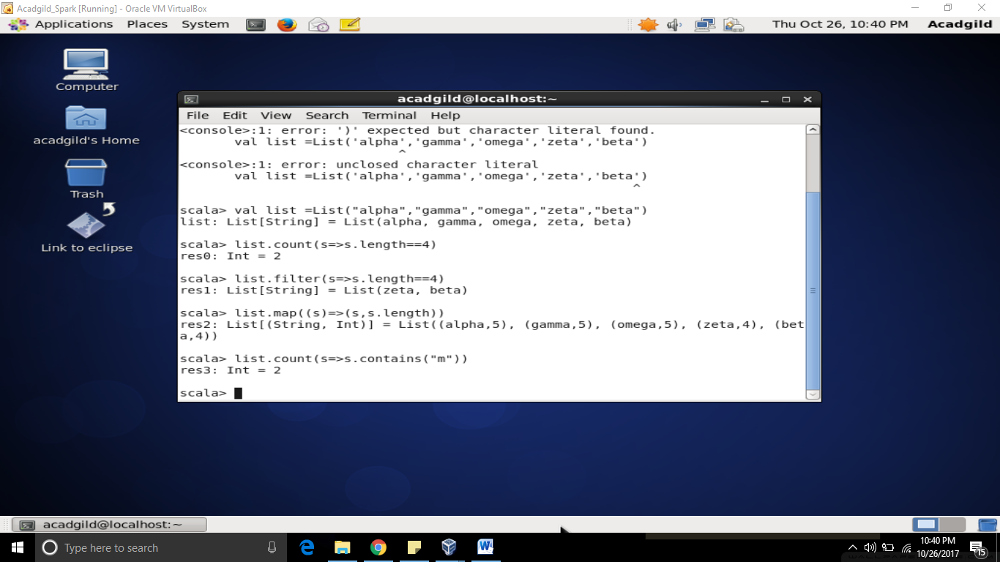 Acadgild_Spark [Running] - Oracle VM VirtualBox
Applications Places System Thu Oct 26, 10:40 PM Acadgild
Computer
acadgild's Home
Trash
Link to eclipse
acadgild@localhost:~
File Edit View Search Terminal Help
<console>:1: error: ')' expected but character literal found.
       val list =List('alpha','gamma','omega','zeta','beta')
                            ^
<console>:1: error: unclosed character literal
       val list =List('alpha','gamma','omega','zeta','beta')
                                                          ^
scala> val list =List("alpha","gamma","omega","zeta","beta")
list: List[String] = List(alpha, gamma, omega, zeta, beta)
scala> list.count(s=>s.length==4)
res0: Int = 2
scala> list.filter(s=>s.length==4)
res1: List[String] = List(zeta, beta)
scala> list.map((s)=>(s,s.length))
res2: List[(String, Int)] = List((alpha,5), (gamma,5), (omega,5), (zeta,4), (bet
a,4))
scala> list.count(s=>s.contains("m"))
res3: Int = 2
scala>
acadgild@localhost:~
Type here to search
10:40 PM
10/26/2017
15